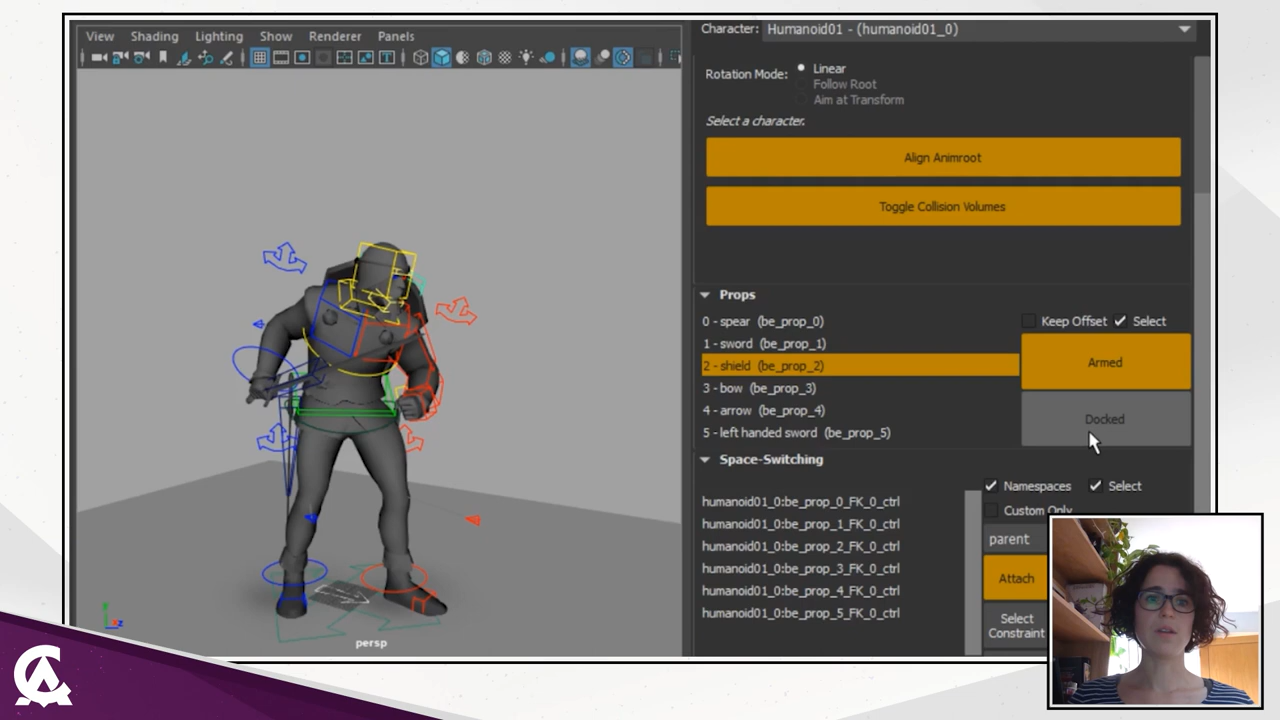 View Shading Lighting Show Renderer Panels
Character: Humanoid01 - (humanoid01_0)
Rotation Mode: Linear
Follow Root
Aim at Transform
Select a character.
Align Animroot
Toggle Collision Volumes
Props
0 - spear (be_prop_0)
Keep Offset Select
1 - sword (be_prop_1)
Armed
2 - shield (be_prop_2)
3 - bow (be_prop_3)
4 - arrow (be_prop_4)
Docked
5 - left handed sword (be_prop_5)
Space-Switching
Namespaces Select
humanoid01_0:be_prop_0_FK_0_ctrl
Custom Only
humanoid01_0:be_prop_1_FK_0_ctrl
parent
humanoid01_0:be_prop_2_FK_0_ctrl
humanoid01_0:be_prop_3_FK_0_ctrl
Attach
humanoid01_0:be_prop_4_FK_0_ctrl
humanoid01_0:be_prop_5_FK_0_ctrl
Select
Constraint
persp